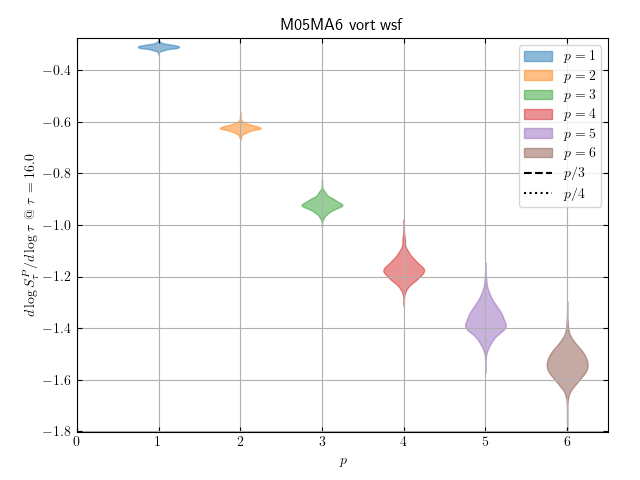 M05MA6 vort wsf
d log S_τ^P / d log τ @ τ = 16.0
−0.4
−0.6
−0.8
−1.0
−1.2
−1.4
−1.6
−1.8
p = 1
p = 2
p = 3
p = 4
p = 5
p = 6
p/3
p/4
0 1 2 3 4 5 6
p